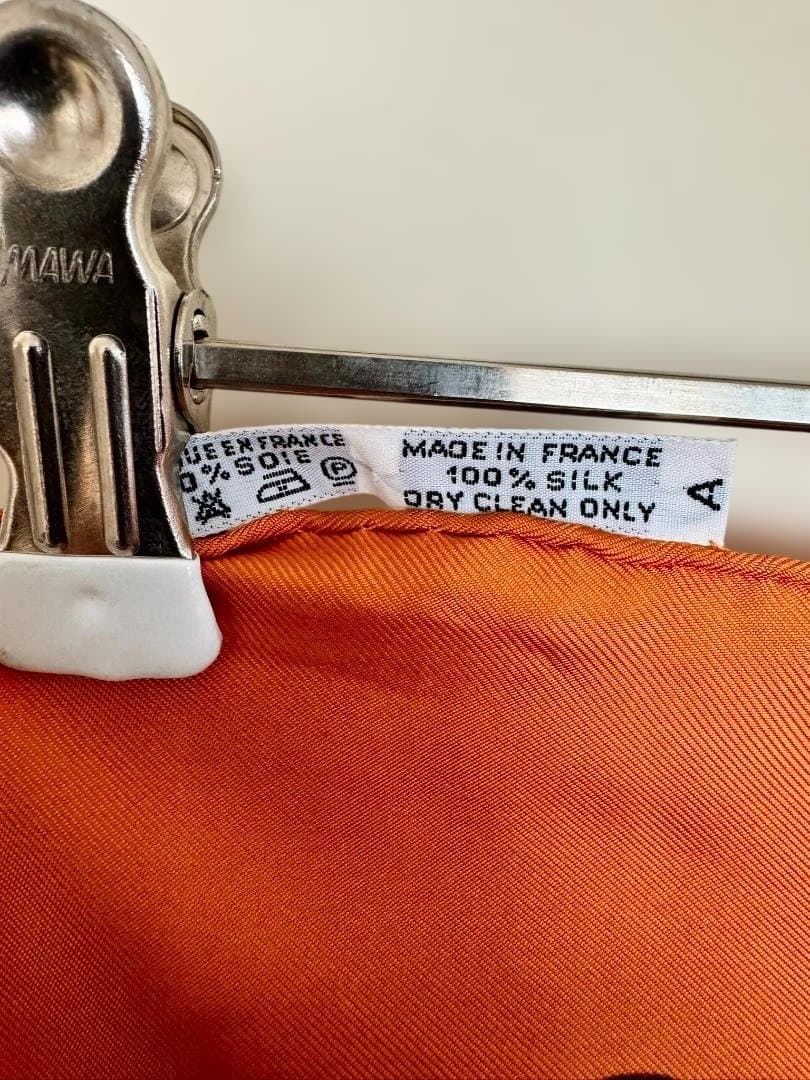 MAWA
UE EN FRANCE
0% SOIE
P
MADE IN FRANCE
100% SILK
DRY CLEAN ONLY
A